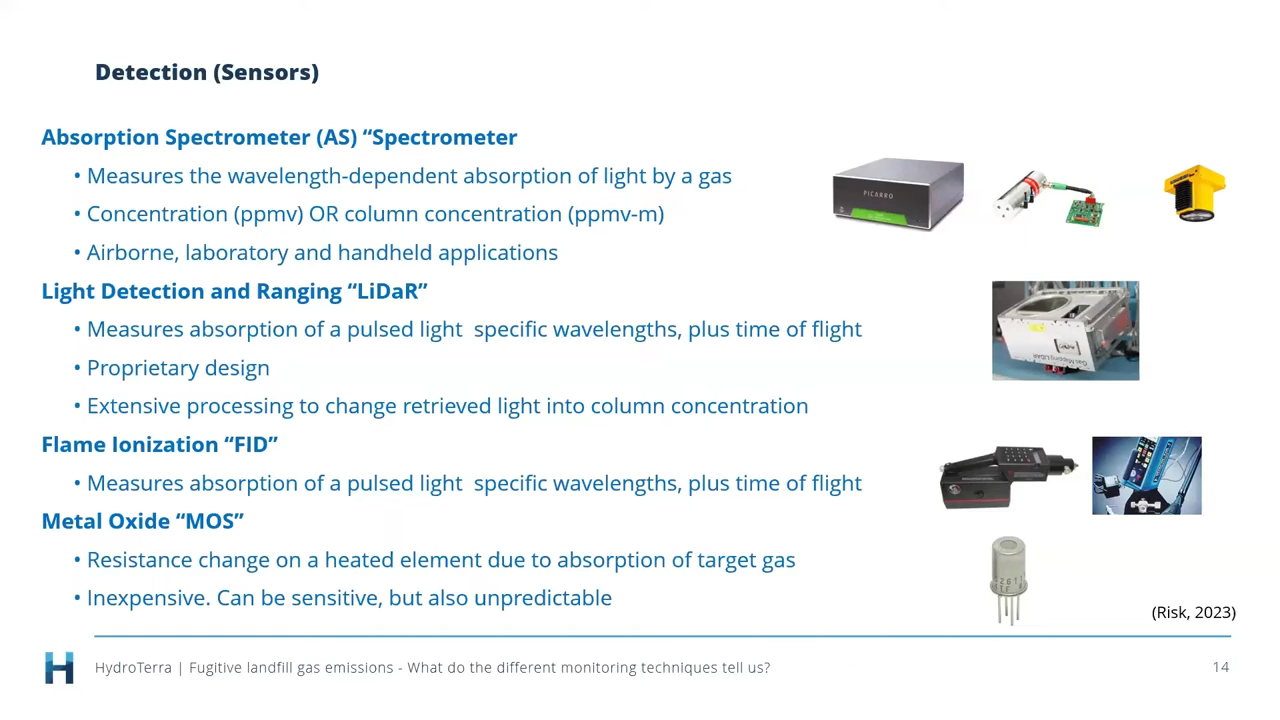 Detection (Sensors)
Absorption Spectrometer (AS) “Spectrometer
• Measures the wavelength-dependent absorption of light by a gas
• Concentration (ppmv) OR column concentration (ppmv-m)
• Airborne, laboratory and handheld applications
PICARRO
Light Detection and Ranging “LiDaR”
• Measures absorption of a pulsed light  specific wavelengths, plus time of flight
• Proprietary design
• Extensive processing to change retrieved light into column concentration
Gas Mapping LiDAR
Flame Ionization “FID”
• Measures absorption of a pulsed light  specific wavelengths, plus time of flight
Metal Oxide “MOS”
• Resistance change on a heated element due to absorption of target gas
• Inexpensive. Can be sensitive, but also unpredictable
(Risk, 2023)
HydroTerra | Fugitive landfill gas emissions - What do the different monitoring techniques tell us?
14